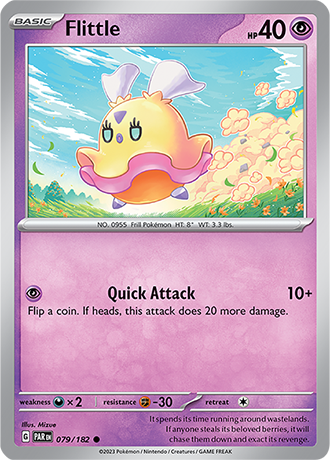 BASIC Flittle HP 40
NO. 0955 Frill Pokémon HT: 8" WT: 3.3 lbs.
Quick Attack 10+
Flip a coin. If heads, this attack does 20 more damage.
weakness ×2 resistance -30 retreat
Illus. Mizue
It spends its time running around wastelands.
If anyone steals its beloved berries, it will
chase them down and exact its revenge.
G PAR EN 079/182
©2023 Pokémon / Nintendo / Creatures / GAME FREAK